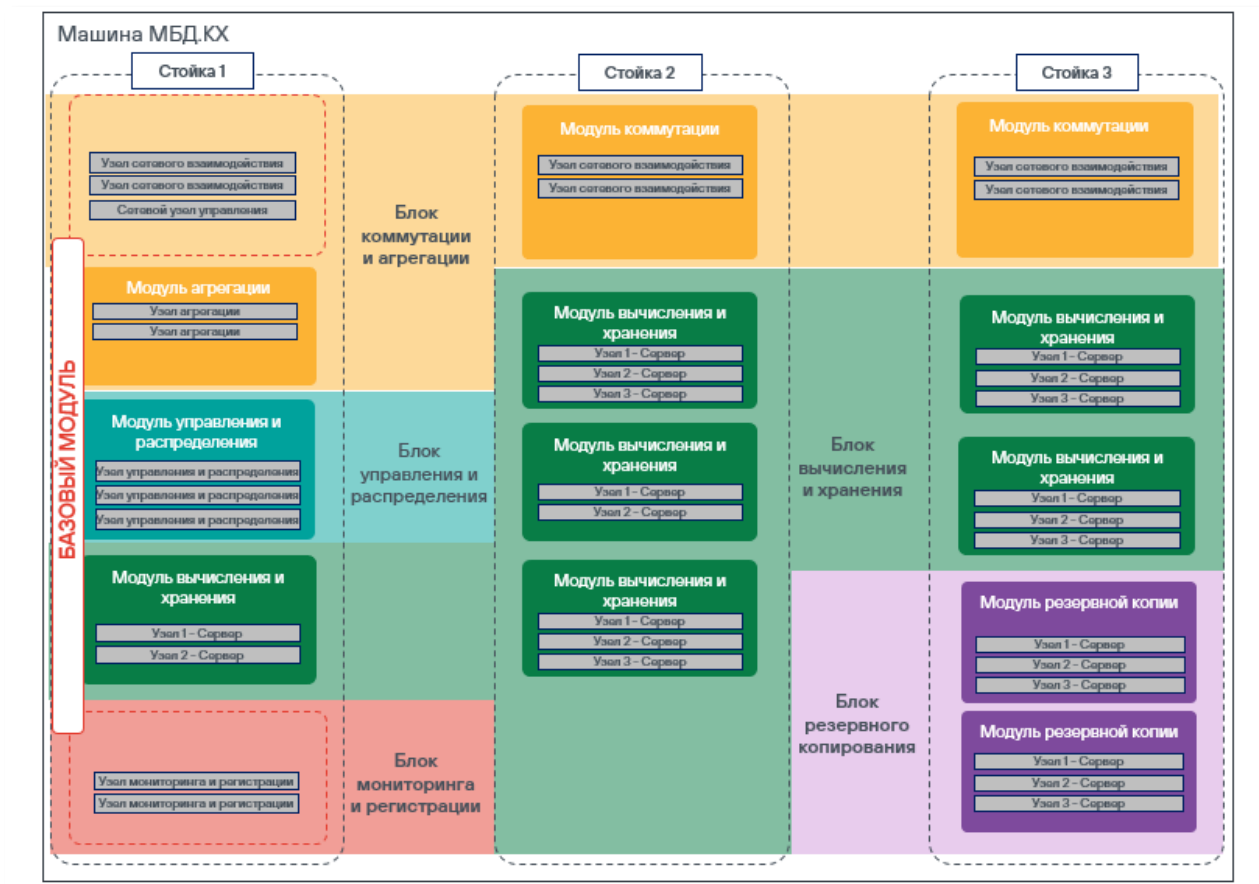 Машина МБД.КХ
Стойка 1
Узел сетевого взаимодействия
Узел сетевого взаимодействия
Сетевой узел управления
БАЗОВЫЙ МОДУЛЬ
Модуль агрегации
Узел агрегации
Узел агрегации
Модуль управления и
распределения
Узел управления и распределения
Узел управления и распределения
Узел управления и распределения
Модуль вычисления и
хранения
Узел 1 – Сервер
Узел 2 – Сервер
Узел мониторинга и регистрации
Узел мониторинга и регистрации
Блок
коммутации
и агрегации
Блок
управления и
распределения
Блок
мониторинга
и регистрации
Стойка 2
Модуль коммутации
Узел сетевого взаимодействия
Узел сетевого взаимодействия
Модуль вычисления и
хранения
Узел 1 – Сервер
Узел 2 – Сервер
Узел 3 – Сервер
Модуль вычисления и
хранения
Узел 1 – Сервер
Узел 2 – Сервер
Модуль вычисления и
хранения
Узел 1 – Сервер
Узел 2 – Сервер
Узел 3 – Сервер
Блок
вычисления
и хранения
Блок
резервного
копирования
Стойка 3
Модуль коммутации
Узел сетевого взаимодействия
Узел сетевого взаимодействия
Модуль вычисления и
хранения
Узел 1 – Сервер
Узел 2 – Сервер
Узел 3 – Сервер
Модуль вычисления и
хранения
Узел 1 – Сервер
Узел 2 – Сервер
Узел 3 – Сервер
Модуль резервной копии
Узел 1 – Сервер
Узел 2 – Сервер
Узел 3 – Сервер
Модуль резервной копии
Узел 1 – Сервер
Узел 2 – Сервер
Узел 3 – Сервер